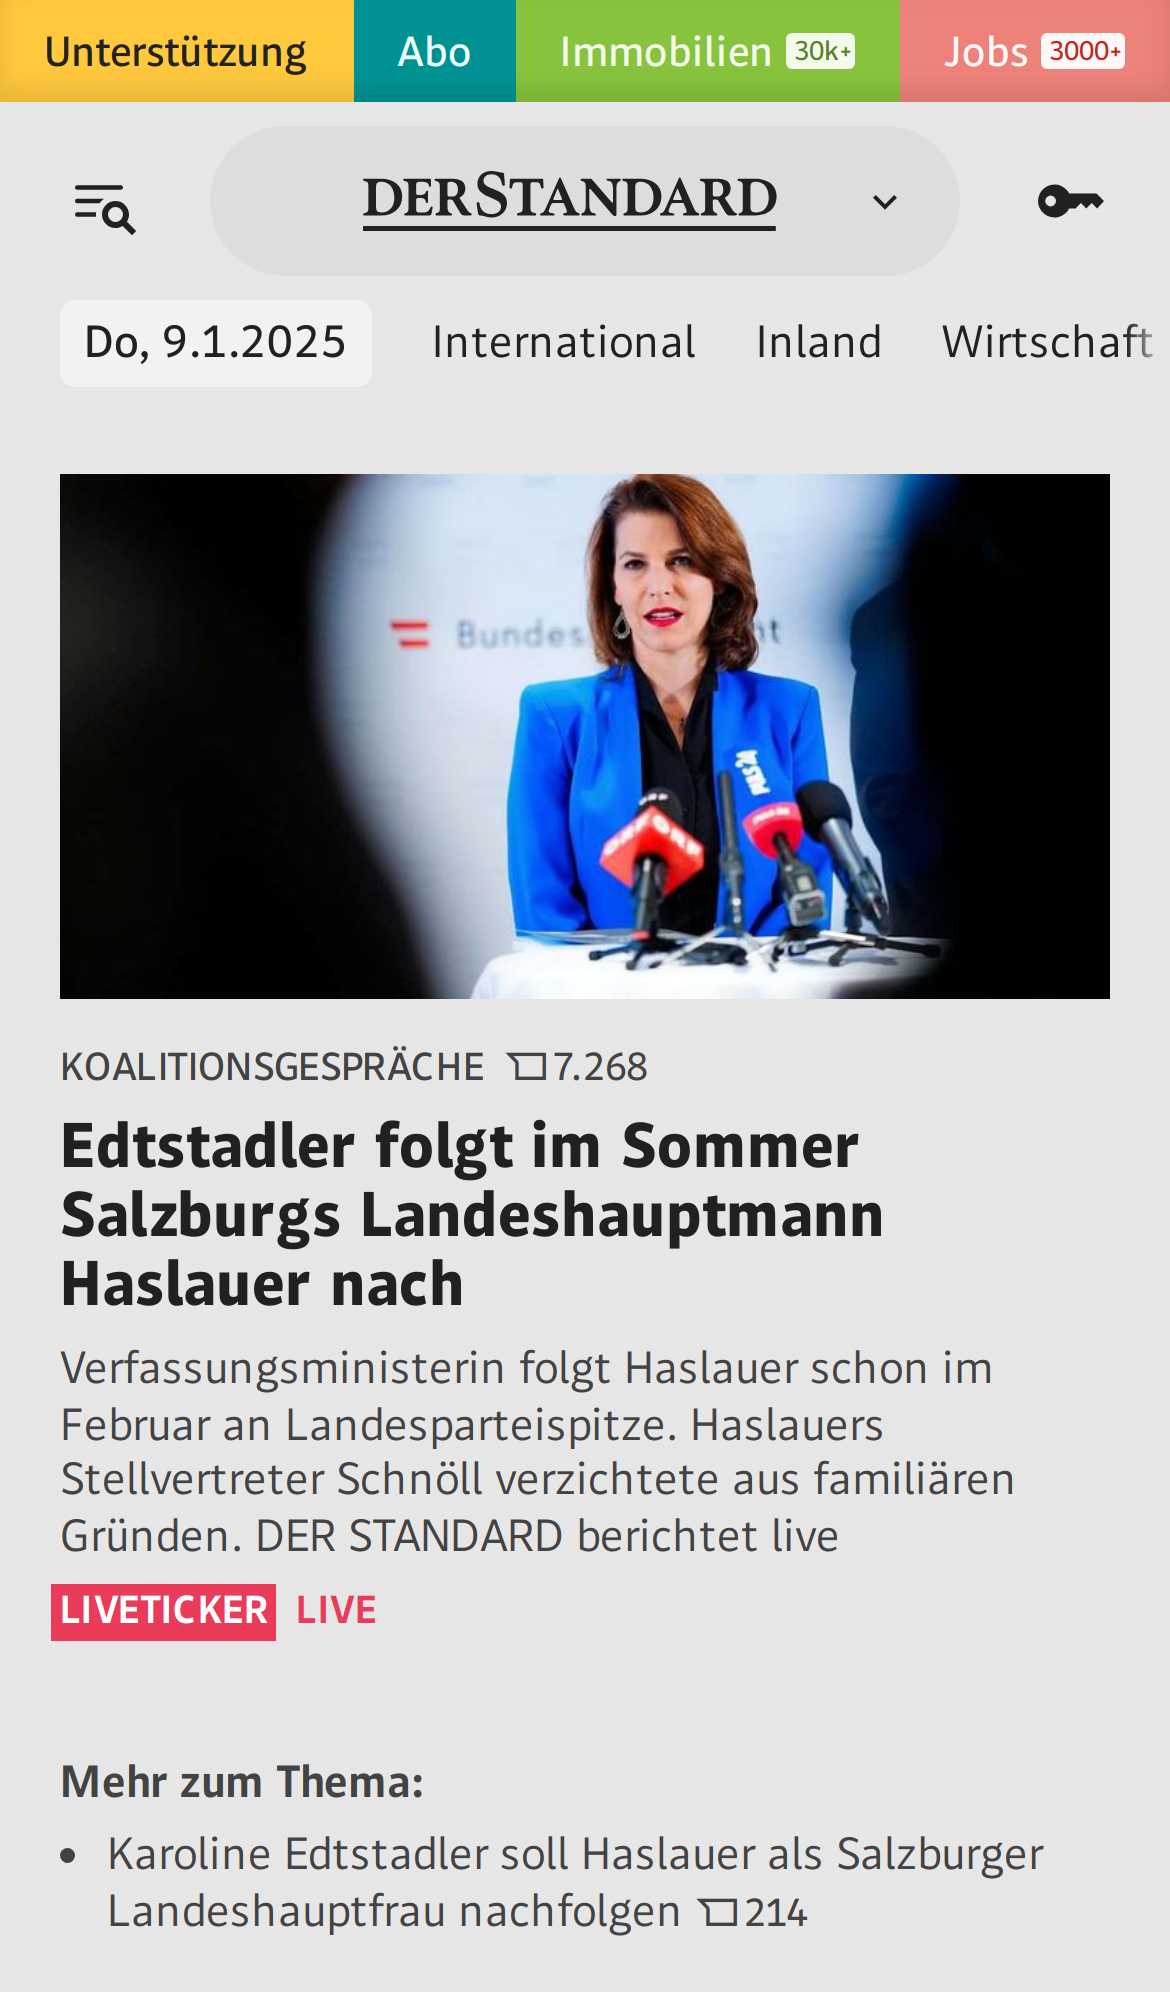 Unterstützung
Abo
Immobilien 30k+
Jobs 3000+
DERSTANDARD
Do, 9.1.2025
International
Inland
Wirtschaft
Bundes
ORF
ORF
KOALITIONSGESPRÄCHE 7.268
Edtstadler folgt im Sommer
Salzburgs Landeshauptmann
Haslauer nach
Verfassungsministerin folgt Haslauer schon im
Februar an Landesparteispitze. Haslauers
Stellvertreter Schnöll verzichtete aus familiären
Gründen. DER STANDARD berichtet live
LIVETICKER LIVE
Mehr zum Thema:
• Karoline Edtstadler soll Haslauer als Salzburger
Landeshauptfrau nachfolgen 214